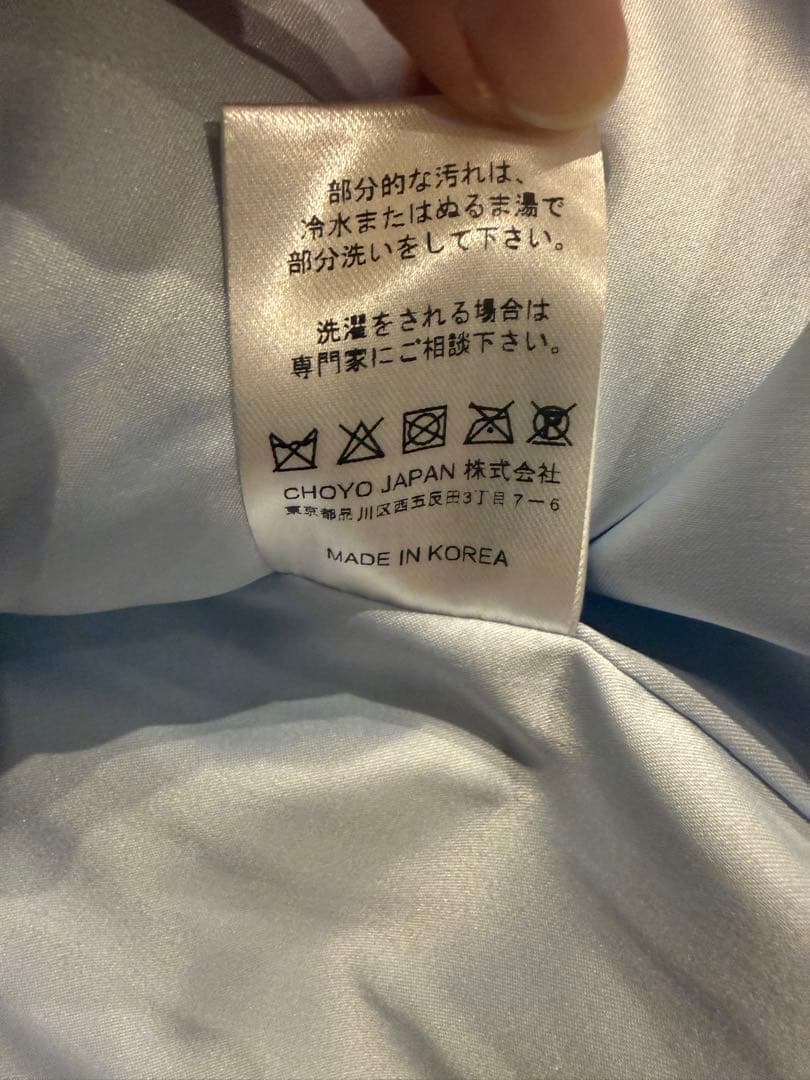 部分的な汚れは、
冷水またはぬるま湯で
部分洗いをして下さい。
洗濯をされる場合は
専門家にご相談下さい。
CHOYO JAPAN 株式会社
東京都品川区西五反田3丁目7-6
MADE IN KOREA